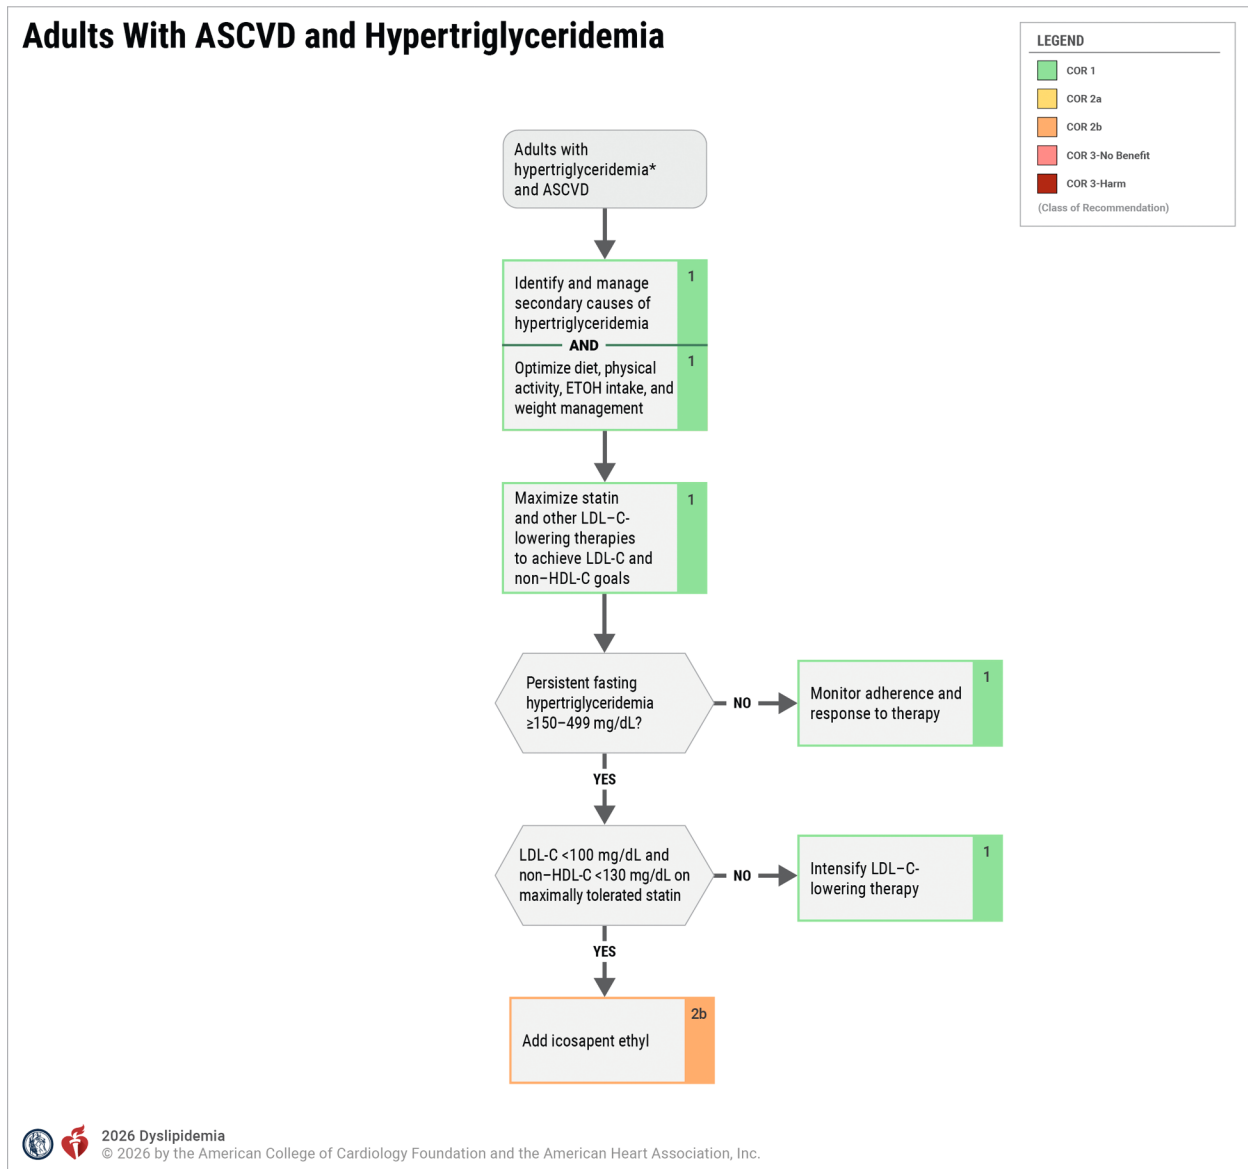 Adults With ASCVD and Hypertriglyceridemia
LEGEND
COR 1
COR 2a
COR 2b
COR 3-No Benefit
COR 3-Harm
(Class of Recommendation)
Adults with
hypertriglyceridemia*
and ASCVD
Identify and manage
secondary causes of
hypertriglyceridemia
1
AND
Optimize diet, physical
activity, ETOH intake, and
weight management
1
Maximize statin
and other LDL–C-
lowering therapies
to achieve LDL-C and
non–HDL-C goals
1
Persistent fasting
hypertriglyceridemia
≥150–499 mg/dL?
NO
Monitor adherence and
response to therapy
1
YES
LDL-C <100 mg/dL and
non–HDL-C <130 mg/dL on
maximally tolerated statin
NO
Intensify LDL–C-
lowering therapy
1
YES
Add icosapent ethyl
2b
2026 Dyslipidemia
© 2026 by the American College of Cardiology Foundation and the American Heart Association, Inc.